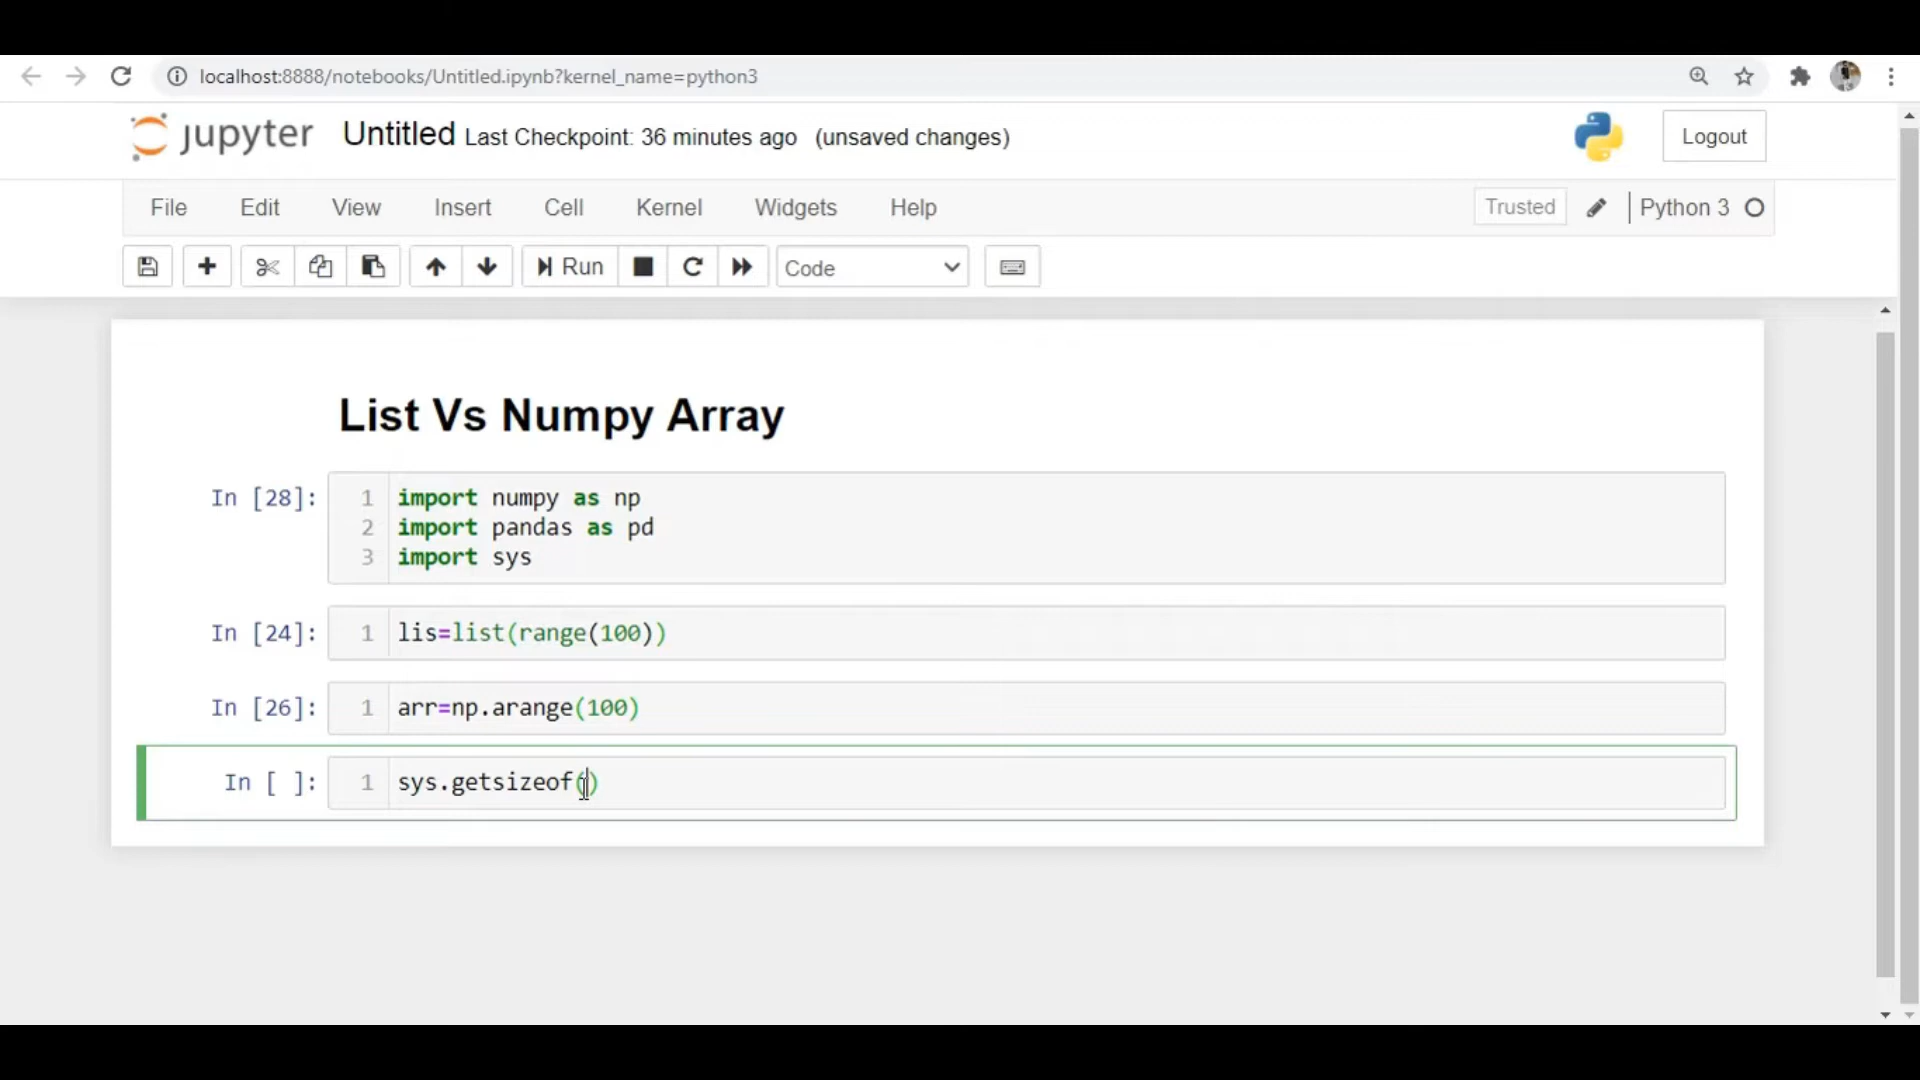 localhost:8888/notebooks/Untitled.ipynb?kernel_name=python3
jupyter Untitled Last Checkpoint: 36 minutes ago (unsaved changes) Logout
File Edit View Insert Cell Kernel Widgets Help Trusted Python 3
Run Code
List Vs Numpy Array
In [28]: 1 import numpy as np
2 import pandas as pd
3 import sys
In [24]: 1 lis=list(range(100))
In [26]: 1 arr=np.arange(100)
In [ ]: 1 sys.getsizeof()